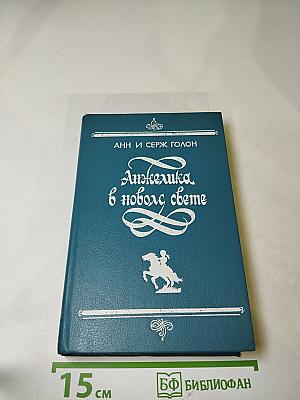 АНН И СЕРЖ ГОЛОН
Анжелика
в новом свете
15 см
БФ БИБЛИОФАН